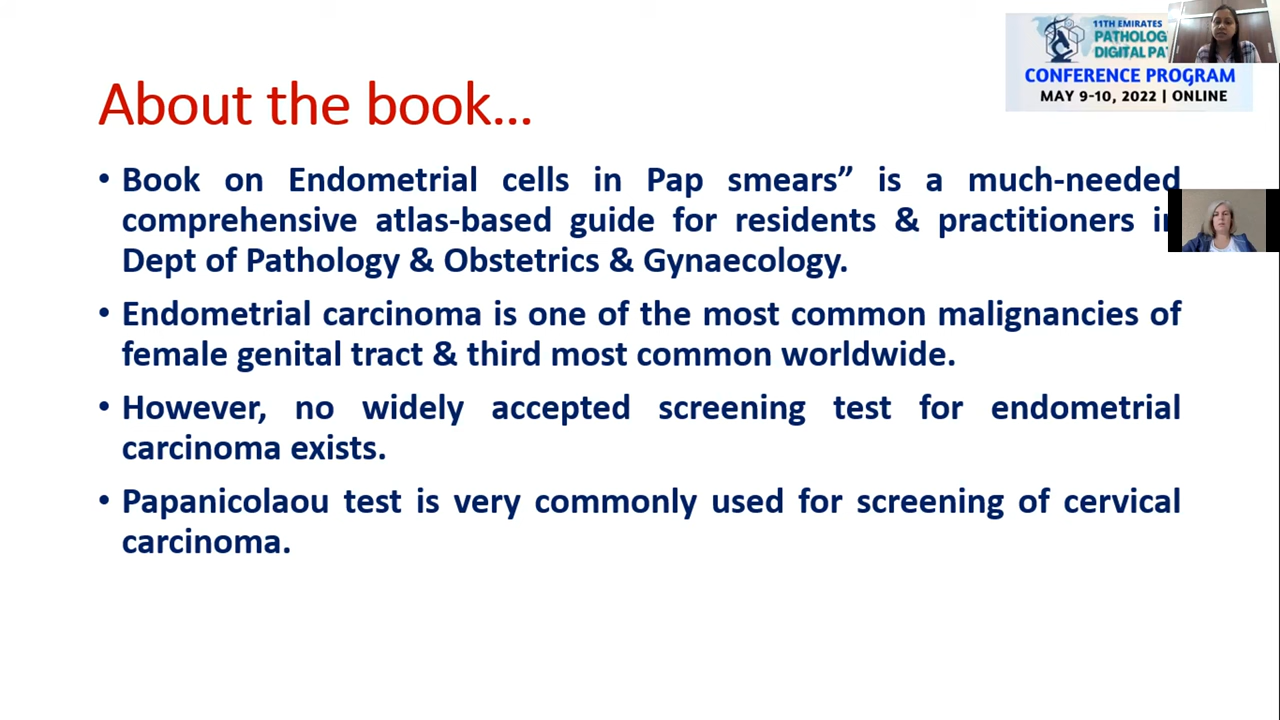 11TH EMIRATES
PATHOLOG
DIGITAL PA
CONFERENCE PROGRAM
MAY 9-10, 2022 | ONLINE
About the book...
• Book on Endometrial cells in Pap smears” is a much-needed
comprehensive atlas-based guide for residents & practitioners in
Dept of Pathology & Obstetrics & Gynaecology.
• Endometrial carcinoma is one of the most common malignancies of
female genital tract & third most common worldwide.
• However, no widely accepted screening test for endometrial
carcinoma exists.
• Papanicolaou test is very commonly used for screening of cervical
carcinoma.